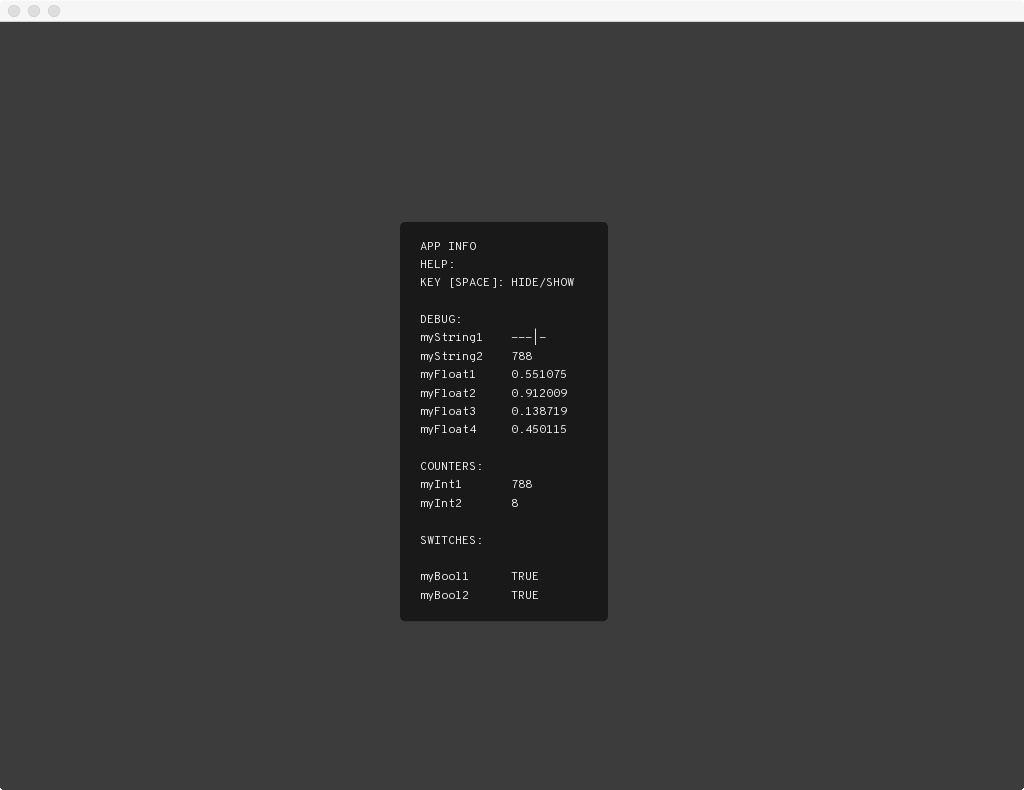 APP INFO
HELP:
KEY [SPACE]: HIDE/SHOW
DEBUG:
myString1 ---|-
myString2 788
myFloat1 0.551075
myFloat2 0.912009
myFloat3 0.138719
myFloat4 0.450115
COUNTERS:
myInt1 788
myInt2 8
SWITCHES:
myBool1 TRUE
myBool2 TRUE